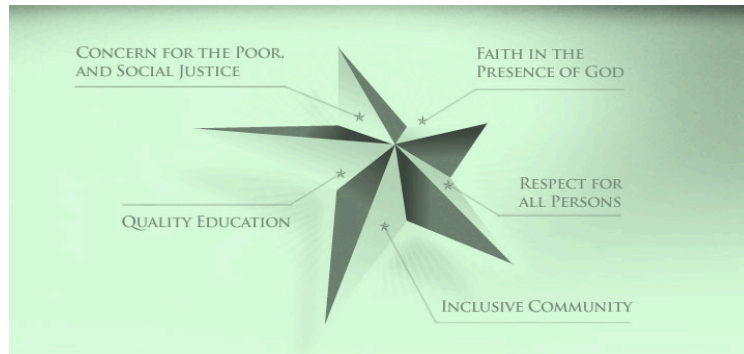 Concern for the Poor,
and Social Justice
Faith in the
Presence of God
Quality Education
Respect for
all Persons
Inclusive Community